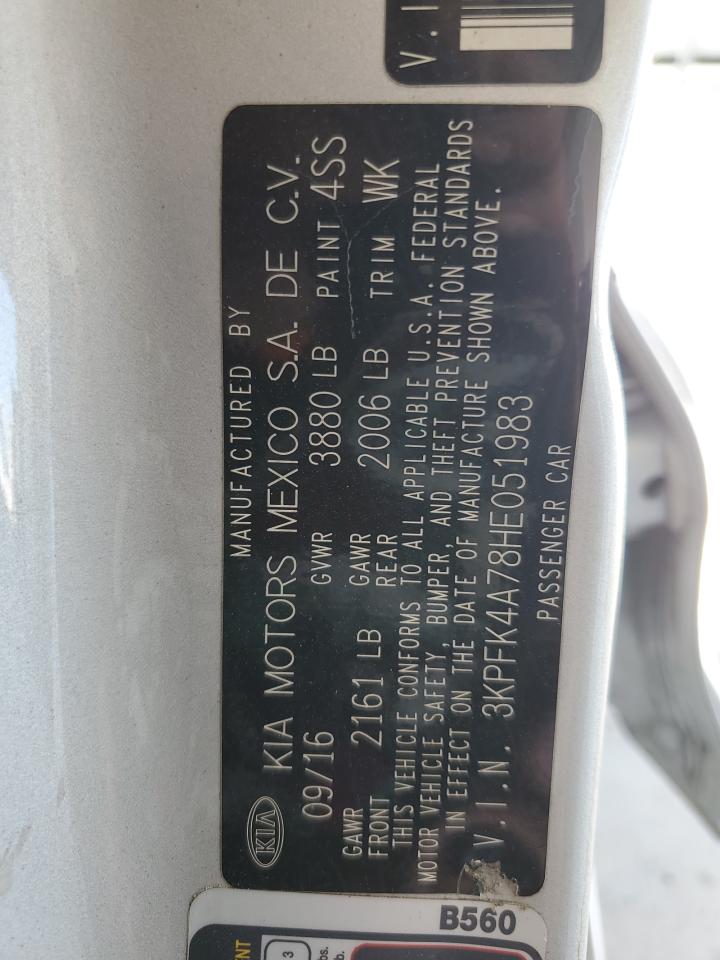 V.I
MANUFACTURED BY
KIA KIA MOTORS MEXICO S.A. DE C.V.
09/16 GVWR 3880 LB PAINT 4SS
GAWR FRONT 2161 LB GAWR REAR 2006 LB TRIM WK
THIS VEHICLE CONFORMS TO ALL APPLICABLE U.S.A. FEDERAL
MOTOR VEHICLE SAFETY, BUMPER, AND THEFT PREVENTION STANDARDS
IN EFFECT ON THE DATE OF MANUFACTURE SHOWN ABOVE.
V.I.N. 3KPFK4A78HE051983
PASSENGER CAR
B560
3